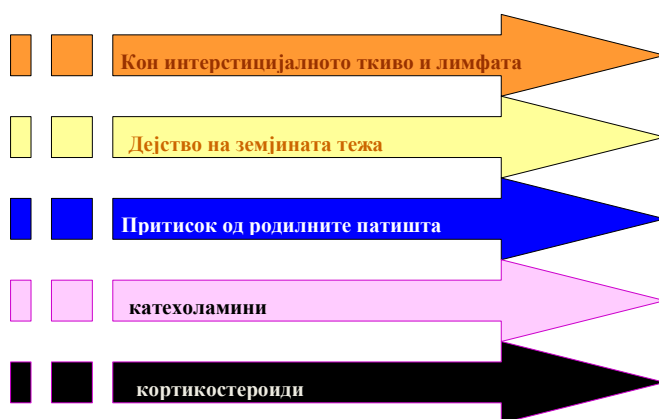 Кон интерстицијалното ткиво и лимфата
Дејство на земјината тежа
Притисок од родилните патишта
катехоламини
кортикостероиди